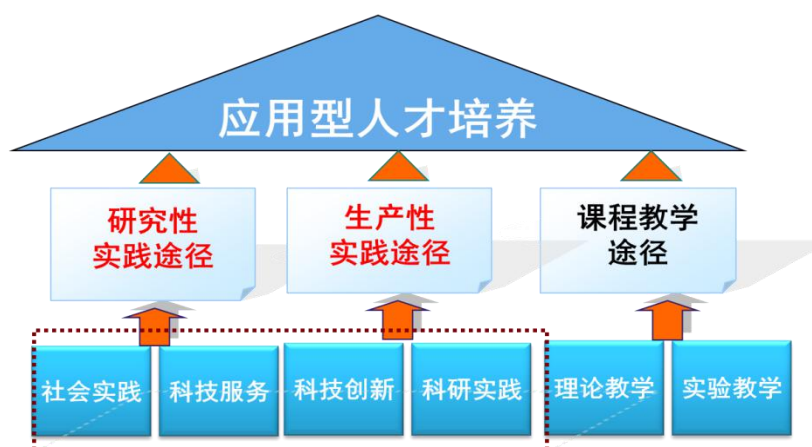 应用型人才培养
研究性
实践途径
生产性
实践途径
课程教学
途径
社会实践
科技服务
科技创新
科研实践
理论教学
实验教学